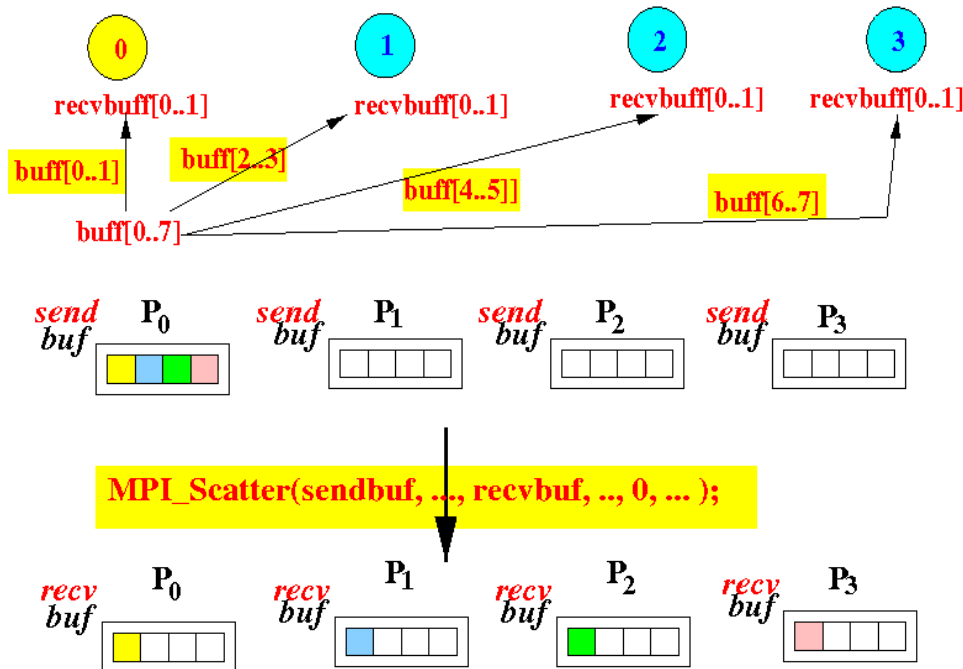 0 1 2 3
recvbuff[0..1] recvbuff[0..1] recvbuff[0..1] recvbuff[0..1]
buff[0..1] buff[2..3] buff[4..5]] buff[6..7]
buff[0..7]
send buf P0 send buf P1 send buf P2 send buf P3
MPI_Scatter(sendbuf, ..., recvbuf, .., 0, ... );
recv buf P0 recv buf P1 recv buf P2 recv buf P3